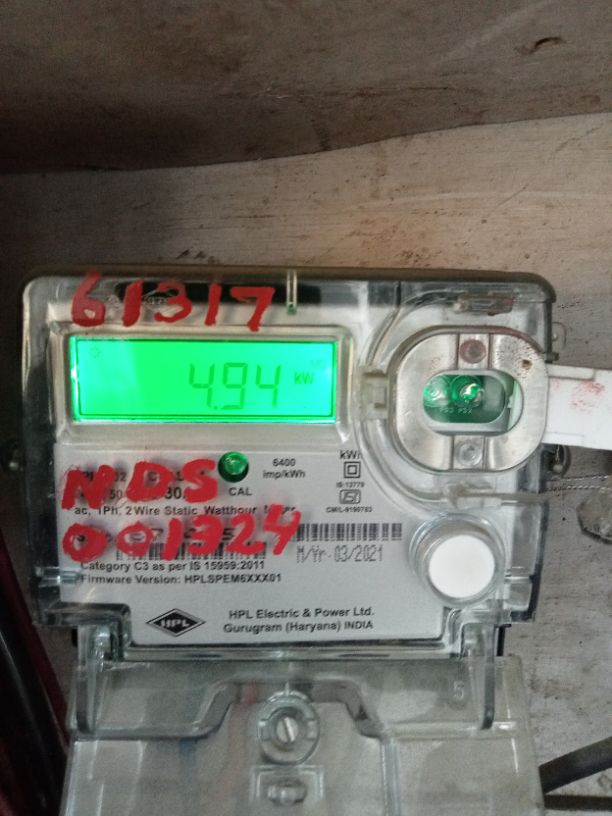 61317
4.94 kW
6400
imp/kWh
kWh
IS:13779
CM/L-9199783
CAL
NDS
ac, 1Ph, 2Wire Static Watthour
001324
M/Yr-03/2021
Category C3 as per IS 15959:2011
Firmware Version: HPLSPEM6XXX01
HPL
HPL Electric & Power Ltd.
Gurugram (Haryana) INDIA
5